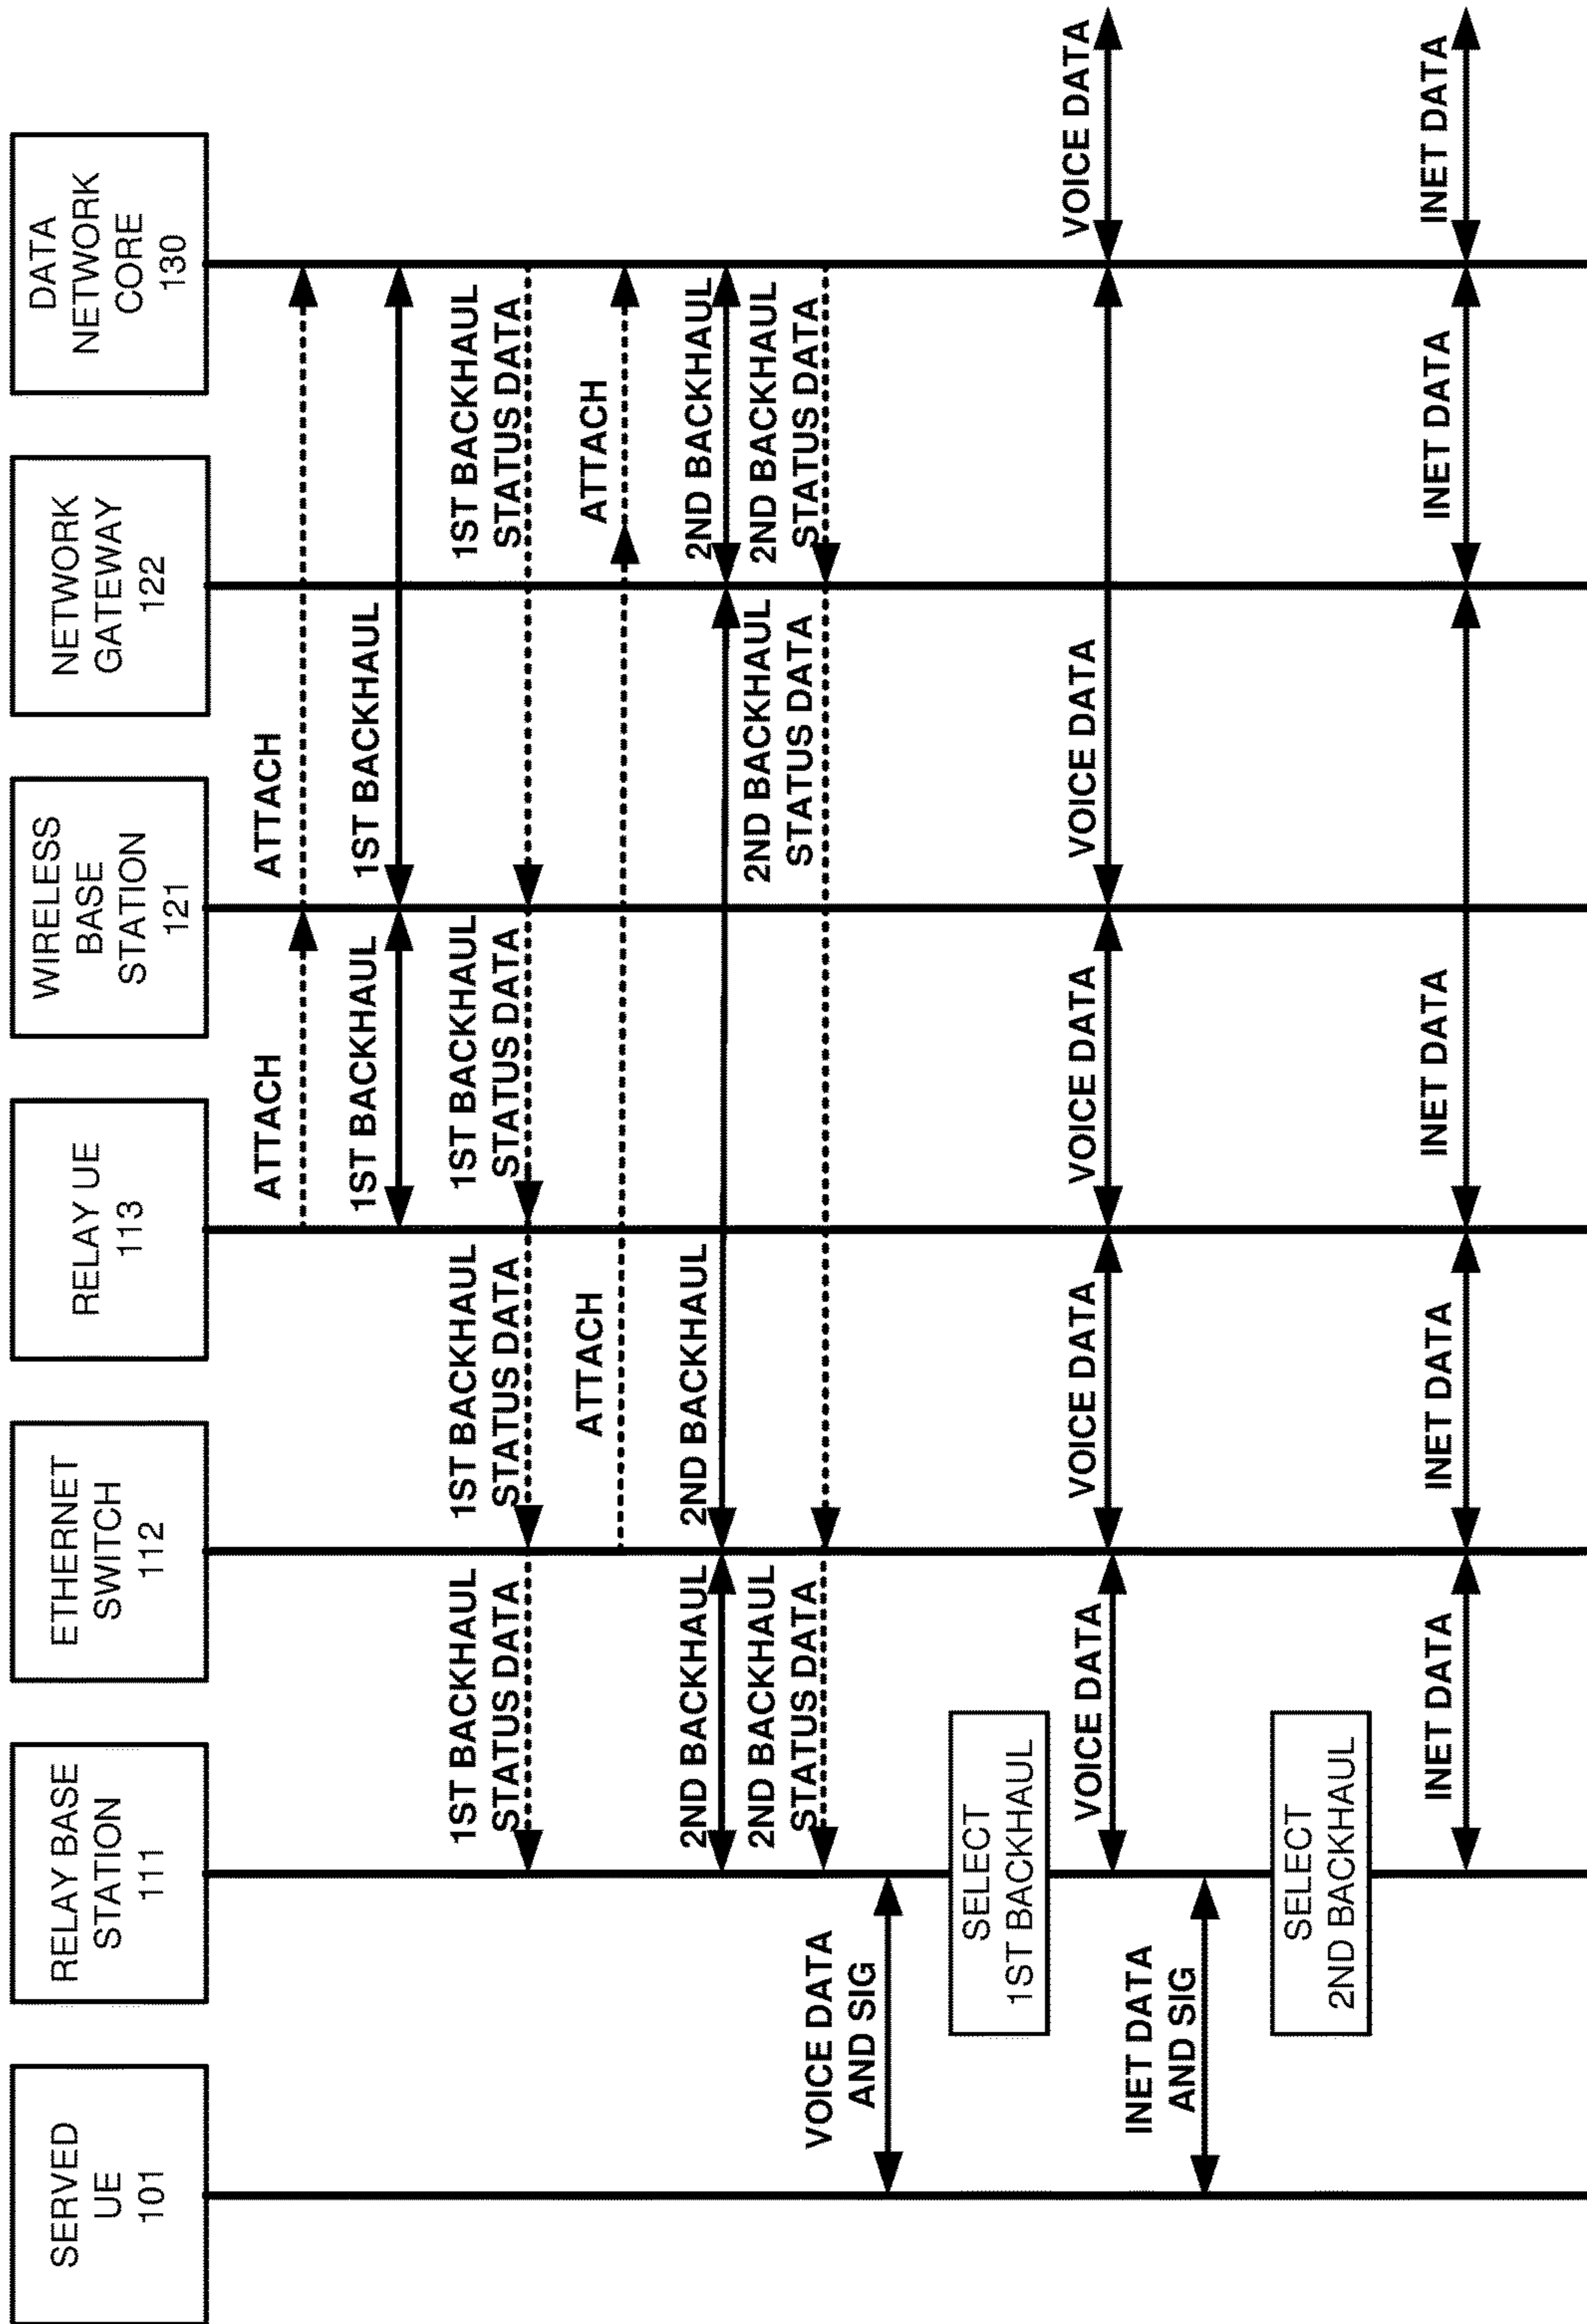 SERVED
UE
101
RELAY BASE
STATION
111
ETHERNET
SWITCH
112
RELAY UE
113
WIRELESS
BASE
STATION
121
NETWORK
GATEWAY
122
DATA
NETWORK
CORE
130
ATTACH
ATTACH
1ST BACKHAUL
1ST BACKHAUL
1ST BACKHAUL
STATUS DATA
1ST BACKHAUL
STATUS DATA
1ST BACKHAUL
STATUS DATA
1ST BACKHAUL
STATUS DATA
ATTACH
ATTACH
2ND BACKHAUL
2ND BACKHAUL
2ND BACKHAUL
2ND BACKHAUL
STATUS DATA
2ND BACKHAUL
STATUS DATA
2ND BACKHAUL
STATUS DATA
VOICE DATA
AND SIG
SELECT
1ST BACKHAUL
VOICE DATA
VOICE DATA
VOICE DATA
VOICE DATA
VOICE DATA
INET DATA
AND SIG
SELECT
2ND BACKHAUL
INET DATA
INET DATA
INET DATA
INET DATA
INET DATA